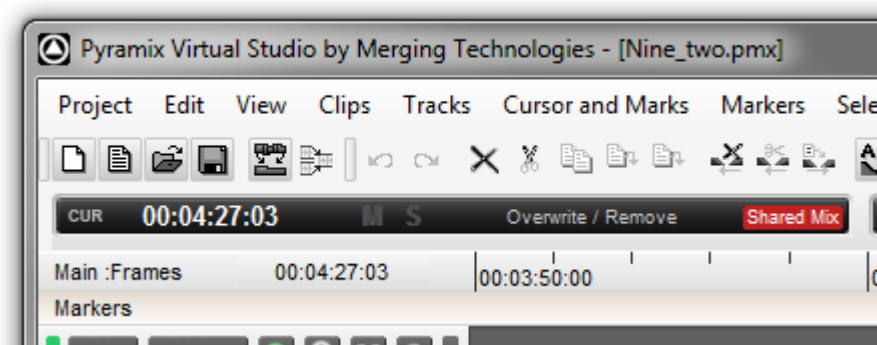 Pyramix Virtual Studio by Merging Technologies - [Nine_two.pmx]
Project Edit View Clips Tracks Cursor and Marks Markers Sele
CUR 00:04:27:03 M S Overwrite / Remove Shared Mix
Main :Frames 00:04:27:03 00:03:50:00
Markers